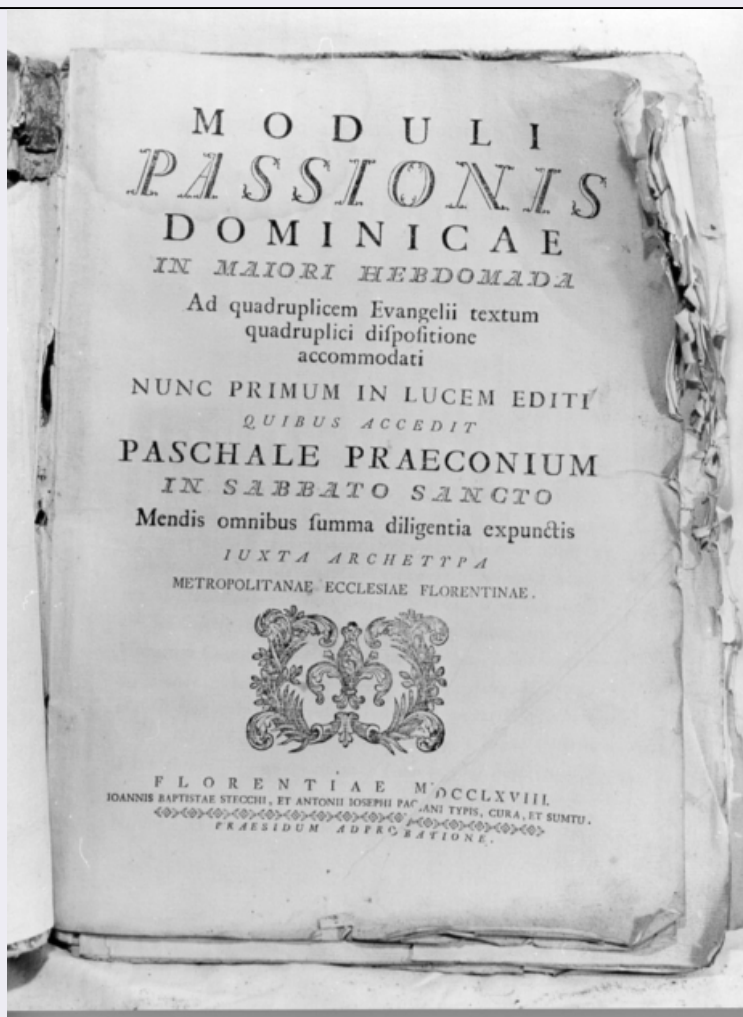 MODULI
PASSIONIS
DOMINICAE
IN MAIORI HEBDOMADA
Ad quadruplicem Evangelii textum
quadruplici diſpoſitione
accommodati
NUNC PRIMUM IN LUCEM EDITI
QUIBUS ACCEDIT
PASCHALE PRAECONIUM
IN SABBATO SANCTO
Mendis omnibus ſumma diligentia expunctis
IUXTA ARCHETYPA
METROPOLITANAE ECCLESIAE FLORENTINAE.
FLORENTIAE MDCCLXVIII.
IOANNIS BAPTISTAE STECCHI, ET ANTONII IOSEPHI PAGANI TYPIS, CURA, ET SUMTU.
PRAESIDUM ADPROBATIONE.